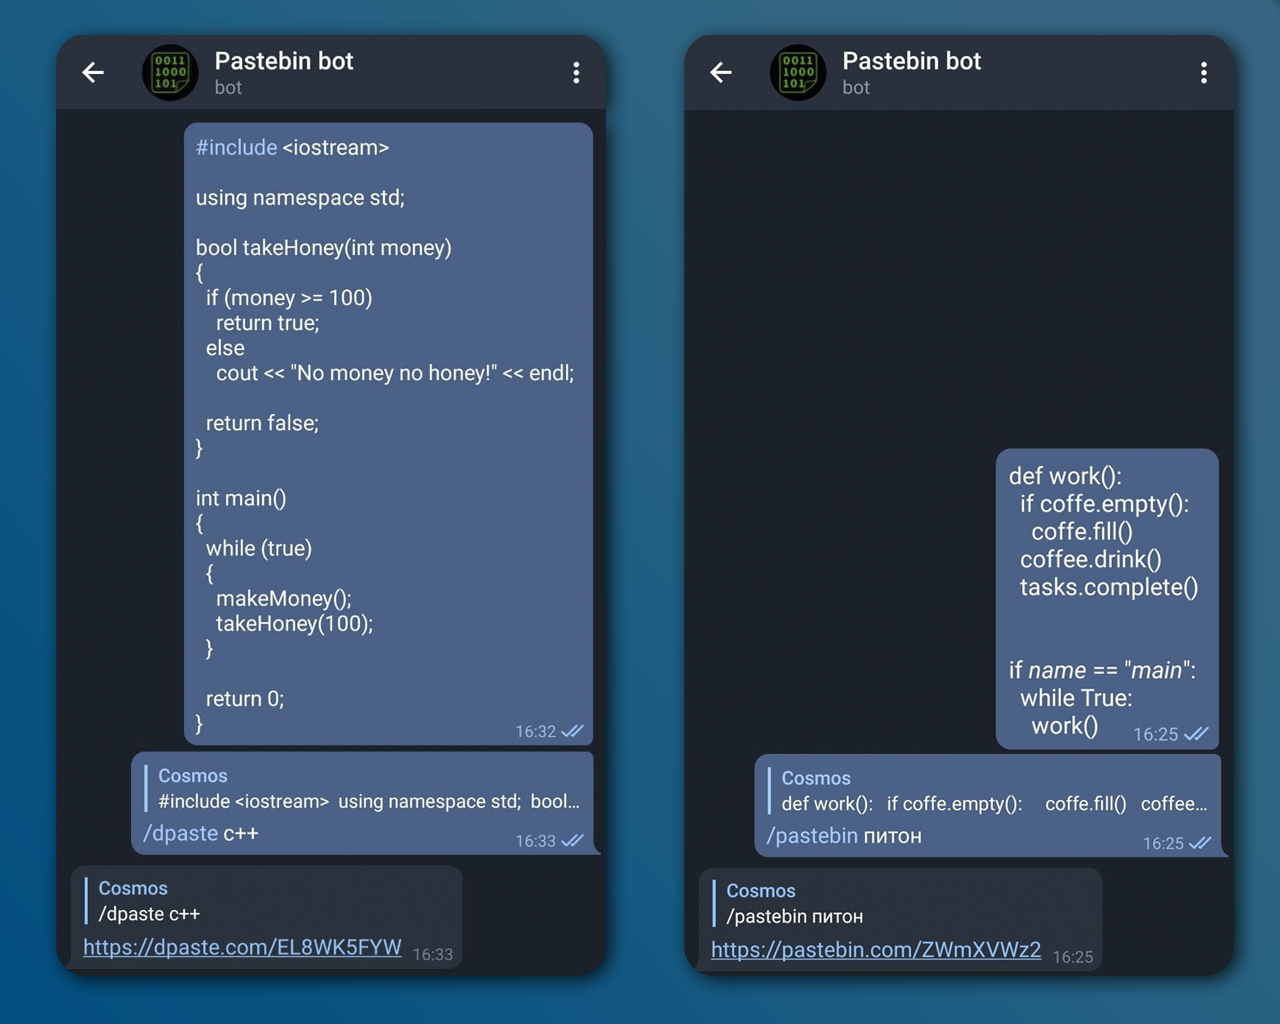 0011
1000
101
Pastebin bot
bot
#include <iostream>
using namespace std;
bool takeHoney(int money)
{
if (money >= 100)
return true;
else
cout << "No money no honey!" << endl;
return false;
}
int main()
{
while (true)
{
makeMoney();
takeHoney(100);
}
return 0;
}
16:32
Cosmos
#include <iostream> using namespace std; bool...
/dpaste c++
16:33
Cosmos
/dpaste c++
https://dpaste.com/EL8WK5FYW
16:33
0011
1000
101
Pastebin bot
bot
def work():
if coffe.empty():
coffe.fill()
coffee.drink()
tasks.complete()
if name == "main":
while True:
work()
16:25
Cosmos
def work(): if coffe.empty(): coffe.fill() coffee...
/pastebin питон
16:25
Cosmos
/pastebin питон
https://pastebin.com/ZWmXVWz2
16:25